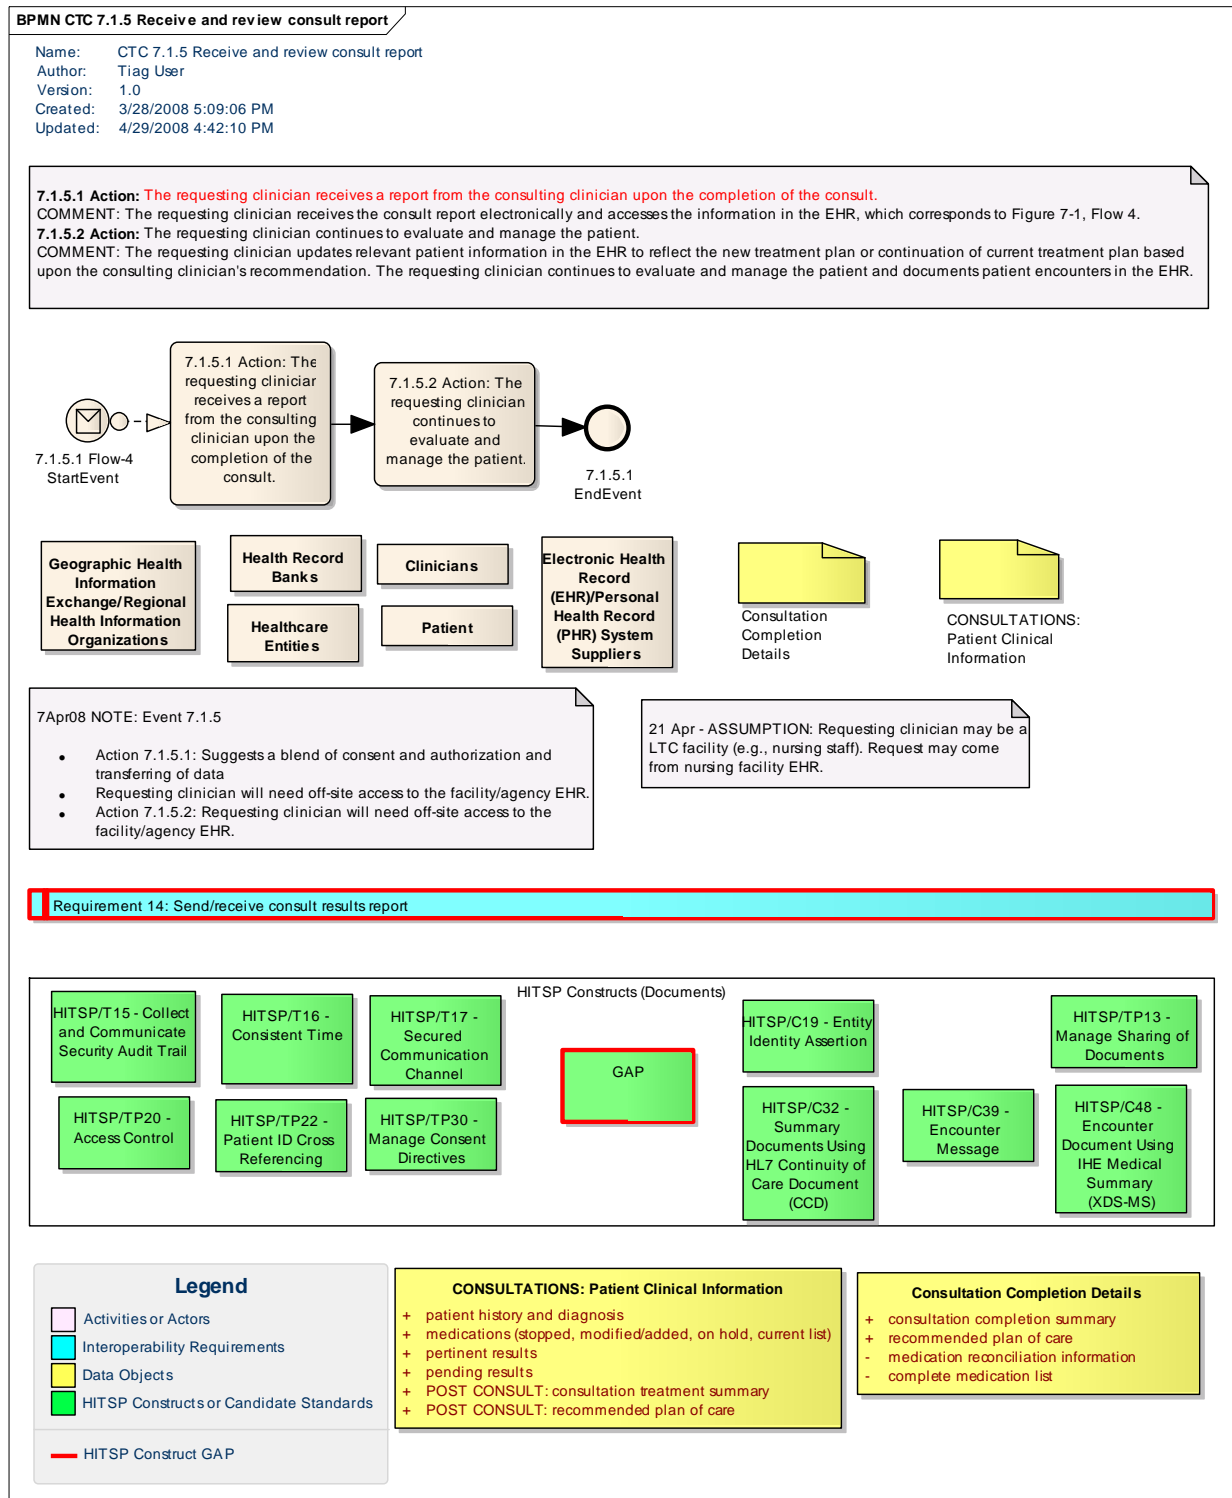 BPMN CTC 7.1.5 Receive and review consult report
Name: CTC 7.1.5 Receive and review consult report
Author: Tiag User
Version: 1.0
Created: 3/28/2008 5:09:06 PM
Updated: 4/29/2008 4:42:10 PM
7.1.5.1 Action: The requesting clinician receives a report from the consulting clinician upon the completion of the consult.
COMMENT: The requesting clinician receives the consult report electronically and accesses the information in the EHR, which corresponds to Figure 7-1, Flow 4.
7.1.5.2 Action: The requesting clinician continues to evaluate and manage the patient.
COMMENT: The requesting clinician updates relevant patient information in the EHR to reflect the new treatment plan or continuation of current treatment plan based
upon the consulting clinician's recommendation. The requesting clinician continues to evaluate and manage the patient and documents patient encounters in the EHR.
7.1.5.1 Flow-4
StartEvent
7.1.5.1 Action: The
requesting clinician
receives a report
from the consulting
clinician upon the
completion of the
consult.
7.1.5.2 Action: The
requesting clinician
continues to
evaluate and
manage the patient.
7.1.5.1
EndEvent
Geographic Health
Information
Exchange/Regional
Health Information
Organizations
Health Record
Banks
Healthcare
Entities
Clinicians
Patient
Electronic Health
Record
(EHR)/Personal
Health Record
(PHR) System
Suppliers
Consultation
Completion
Details
CONSULTATIONS:
Patient Clinical
Information
7Apr08 NOTE: Event 7.1.5
• Action 7.1.5.1: Suggests a blend of consent and authorization and
transferring of data
• Requesting clinician will need off-site access to the facility/agency EHR.
• Action 7.1.5.2: Requesting clinician will need off-site access to the
facility/agency EHR.
21 Apr - ASSUMPTION: Requesting clinician may be a
LTC facility (e.g., nursing staff). Request may come
from nursing facility EHR.
Requirement 14: Send/receive consult results report
HITSP Constructs (Documents)
HITSP/T15 - Collect
and Communicate
Security Audit Trail
HITSP/T16 -
Consistent Time
HITSP/T17 -
Secured
Communication
Channel
GAP
HITSP/C19 - Entity
Identity Assertion
HITSP/TP13 -
Manage Sharing of
Documents
HITSP/TP20 -
Access Control
HITSP/TP22 -
Patient ID Cross
Referencing
HITSP/TP30 -
Manage Consent
Directives
HITSP/C32 -
Summary
Documents Using
HL7 Continuity of
Care Document
(CCD)
HITSP/C39 -
Encounter
Message
HITSP/C48 -
Encounter
Document Using
IHE Medical
Summary
(XDS-MS)
Legend
Activities or Actors
Interoperability Requirements
Data Objects
HITSP Constructs or Candidate Standards
HITSP Construct GAP
CONSULTATIONS: Patient Clinical Information
+ patient history and diagnosis
+ medications (stopped, modified/added, on hold, current list)
+ pertinent results
+ pending results
+ POST CONSULT: consultation treatment summary
+ POST CONSULT: recommended plan of care
Consultation Completion Details
+ consultation completion summary
+ recommended plan of care
- medication reconciliation information
- complete medication list